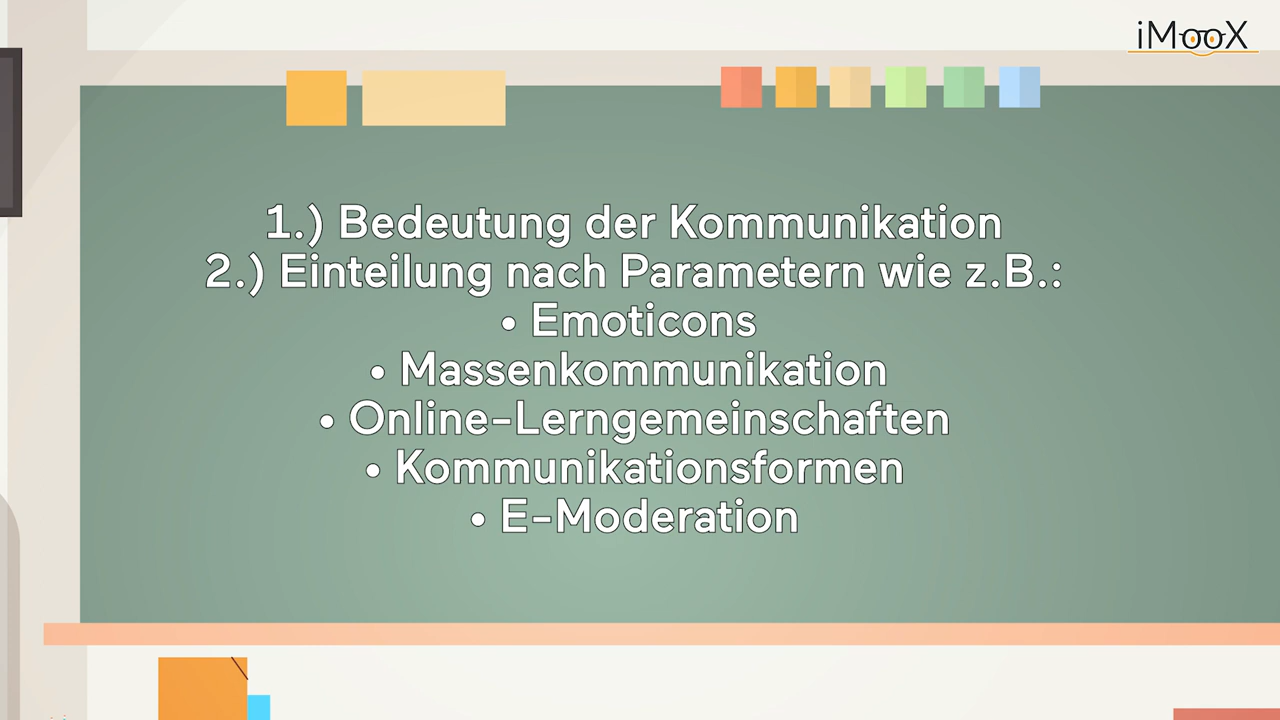 iMooX
1.) Bedeutung der Kommunikation
2.) Einteilung nach Parametern wie z.B.:
• Emoticons
• Massenkommunikation
• Online-Lerngemeinschaften
• Kommunikationsformen
• E-Moderation